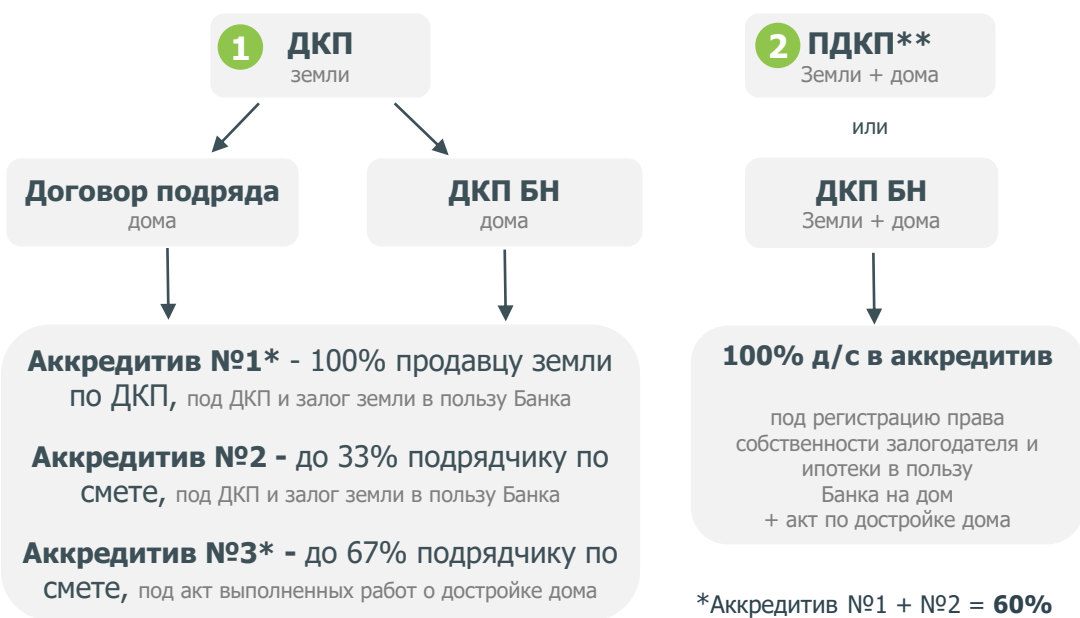 1 ДКП
земли
Договор подряда
дома
ДКП БН
дома
Аккредитив №1* - 100% продавцу земли
по ДКП, под ДКП и залог земли в пользу Банка
Аккредитив №2 - до 33% подрядчику по
смете, под ДКП и залог земли в пользу Банка
Аккредитив №3* - до 67% подрядчику по
смете, под акт выполненных работ о достройке дома
2 ПДКП**
Земли + дома
или
ДКП БН
Земли + дома
100% д/с в аккредитив
под регистрацию права
собственности залогодателя и
ипотеки в пользу
Банка на дом
+ акт по достройке дома
*Аккредитив №1 + №2 = 60%